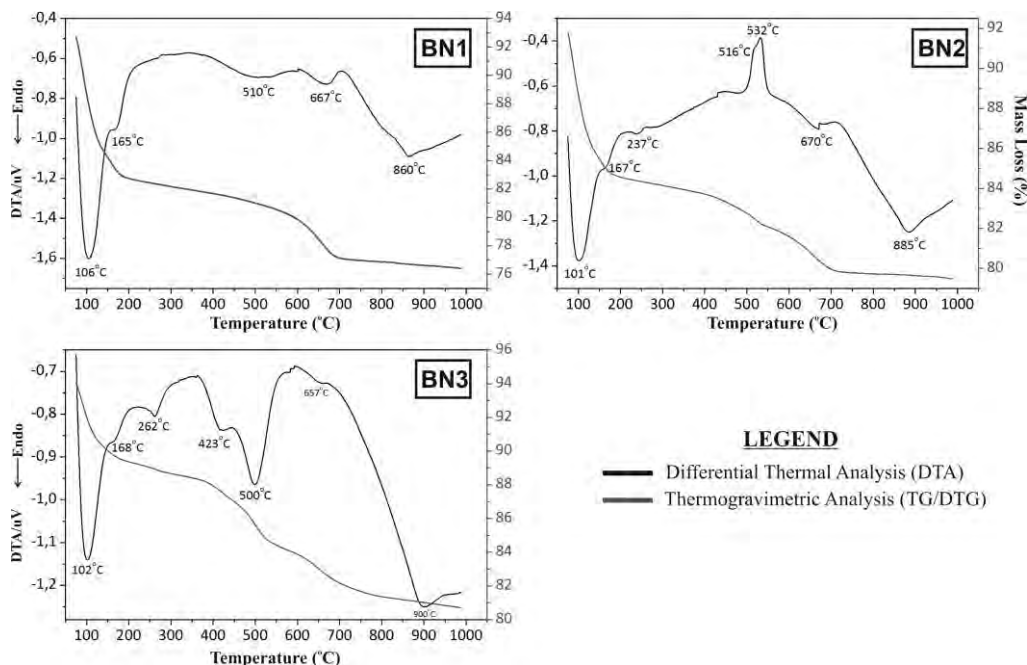 BN1
-0,4
-0,6
-0,8
-1,0
-1,2
-1,4
-1,6
DTA/uV ← Endo
94
92
90
88
86
84
82
80
78
76
165°C
106°C
510°C
667°C
860°C
100 200 300 400 500 600 700 800 900 1000
Temperature (°C)
BN2
-0,4
-0,6
-0,8
-1,0
-1,2
-1,4
92
90
88
86
84
82
80
Mass Loss (%)
532°C
516°C
237°C
167°C
670°C
101°C
885°C
100 200 300 400 500 600 700 800 900 1000
Temperature (°C)
BN3
-0,7
-0,8
-0,9
-1,0
-1,1
-1,2
DTA/uV ← Endo
96
94
92
90
88
86
84
82
80
168°C
262°C
423°C
500°C
657°C
102°C
900°C
100 200 300 400 500 600 700 800 900 1000
Temperature (°C)
LEGEND
Differential Thermal Analysis (DTA)
Thermogravimetric Analysis (TG/DTG)